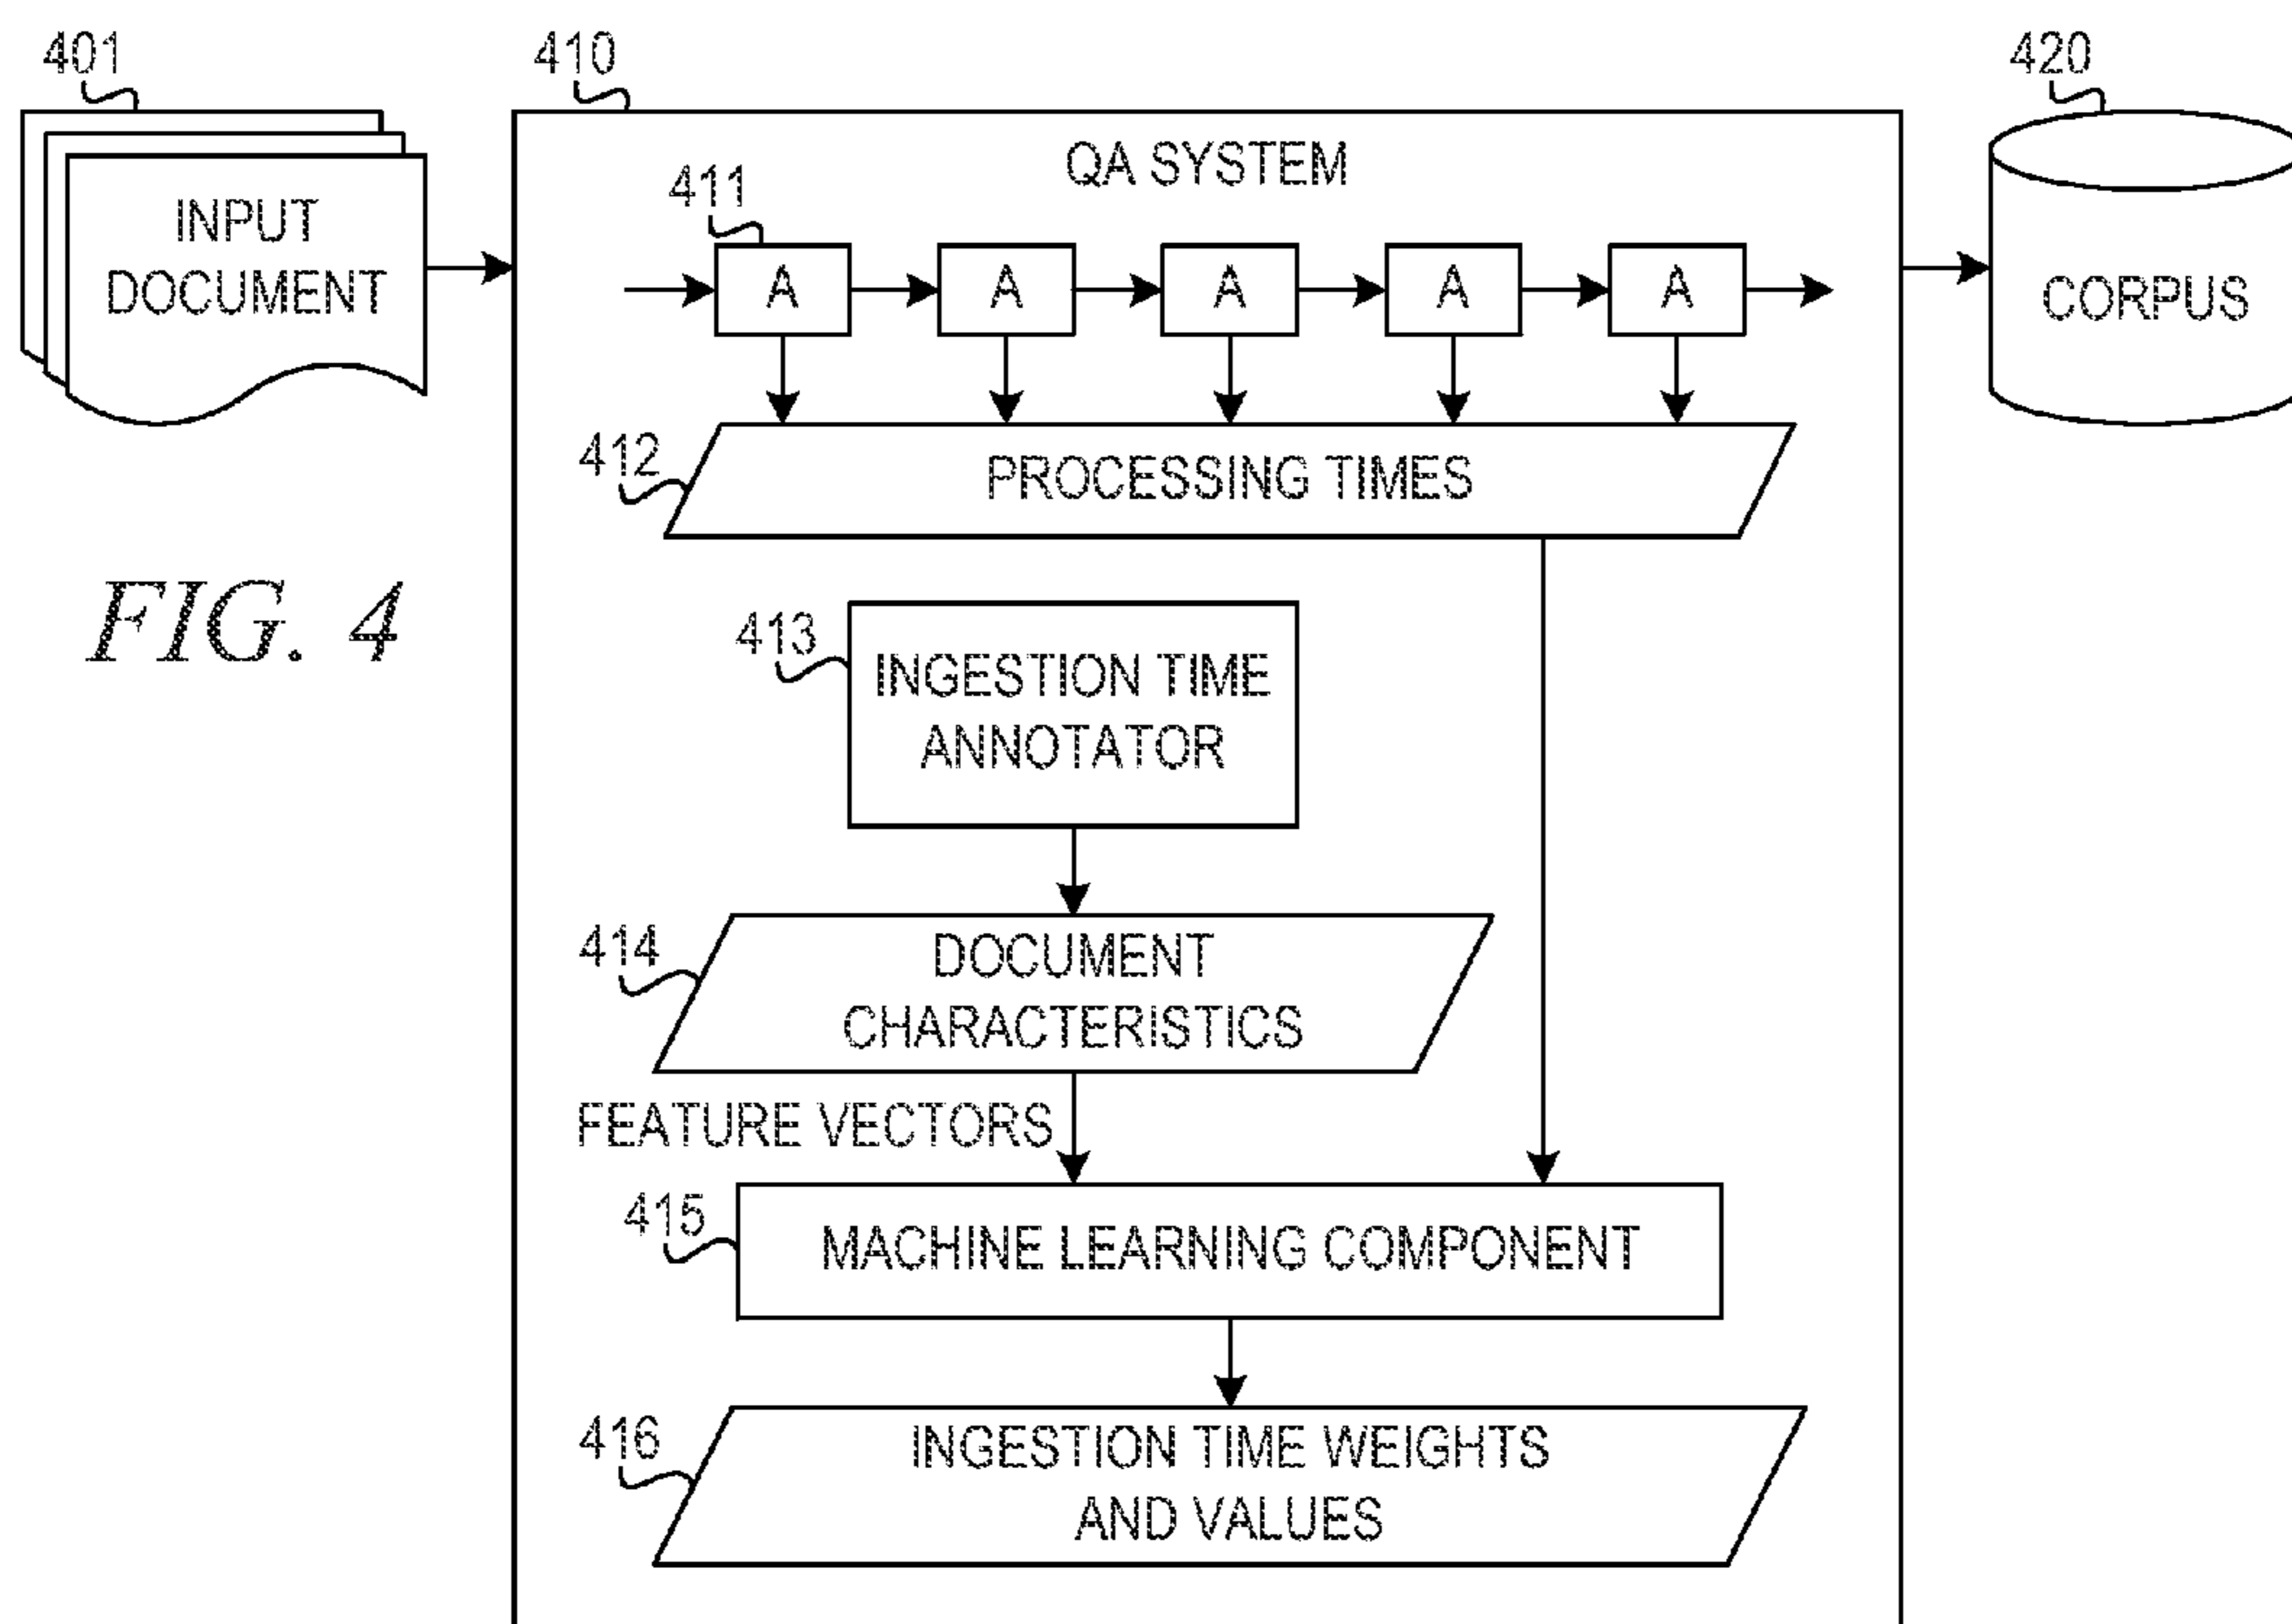 401
410
420
QA SYSTEM
411
INPUT
DOCUMENT
A A A A A
CORPUS
412
PROCESSING TIMES
FIG. 4
413
INGESTION TIME
ANNOTATOR
414
DOCUMENT
CHARACTERISTICS
FEATURE VECTORS
415
MACHINE LEARNING COMPONENT
416
INGESTION TIME WEIGHTS
AND VALUES